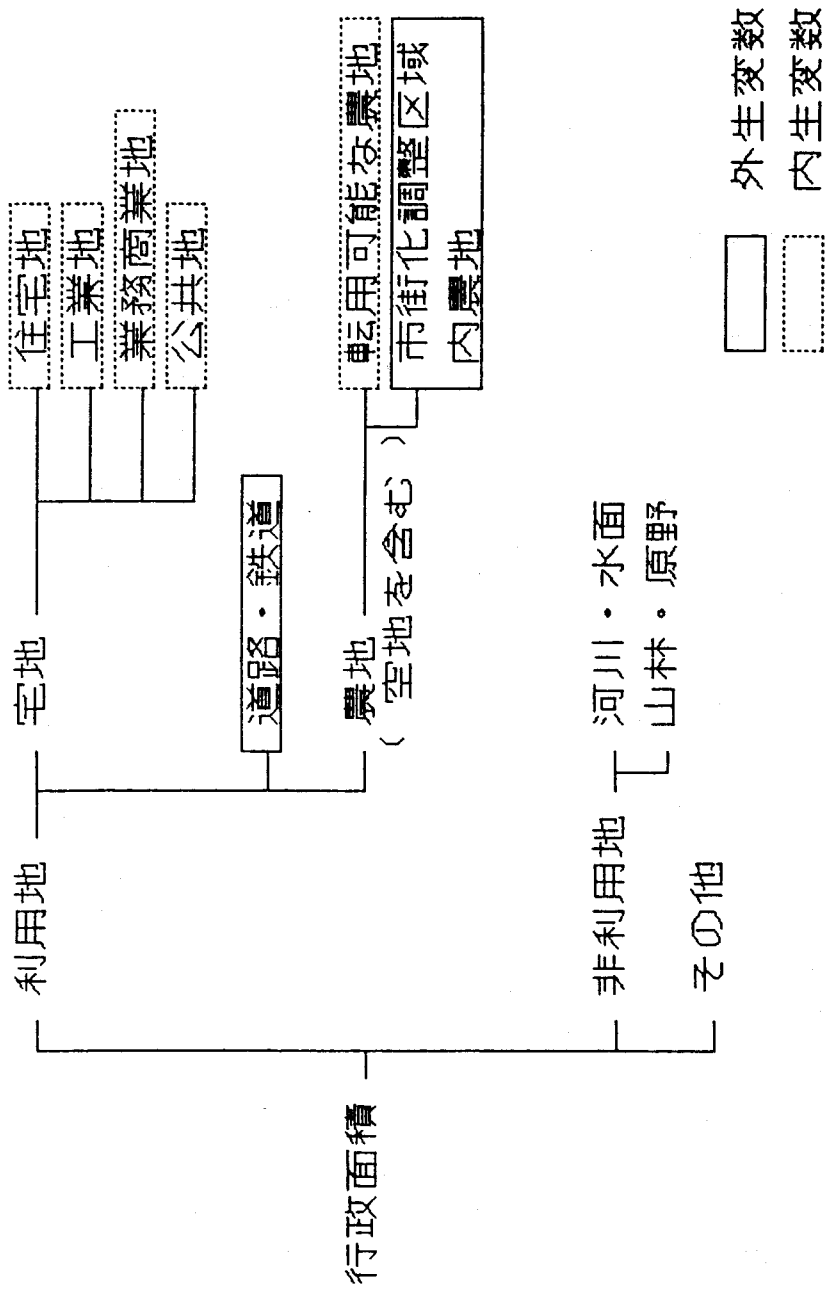 行政面積
利用地
宅地
住宅地
工業地
業務商業地
公共地
道路・鉄道
農地
(空地を含む)
転用可能な農地
市街化調整区域
内農地
非利用地
河川・水面
山林・原野
その他
外生変数
内生変数